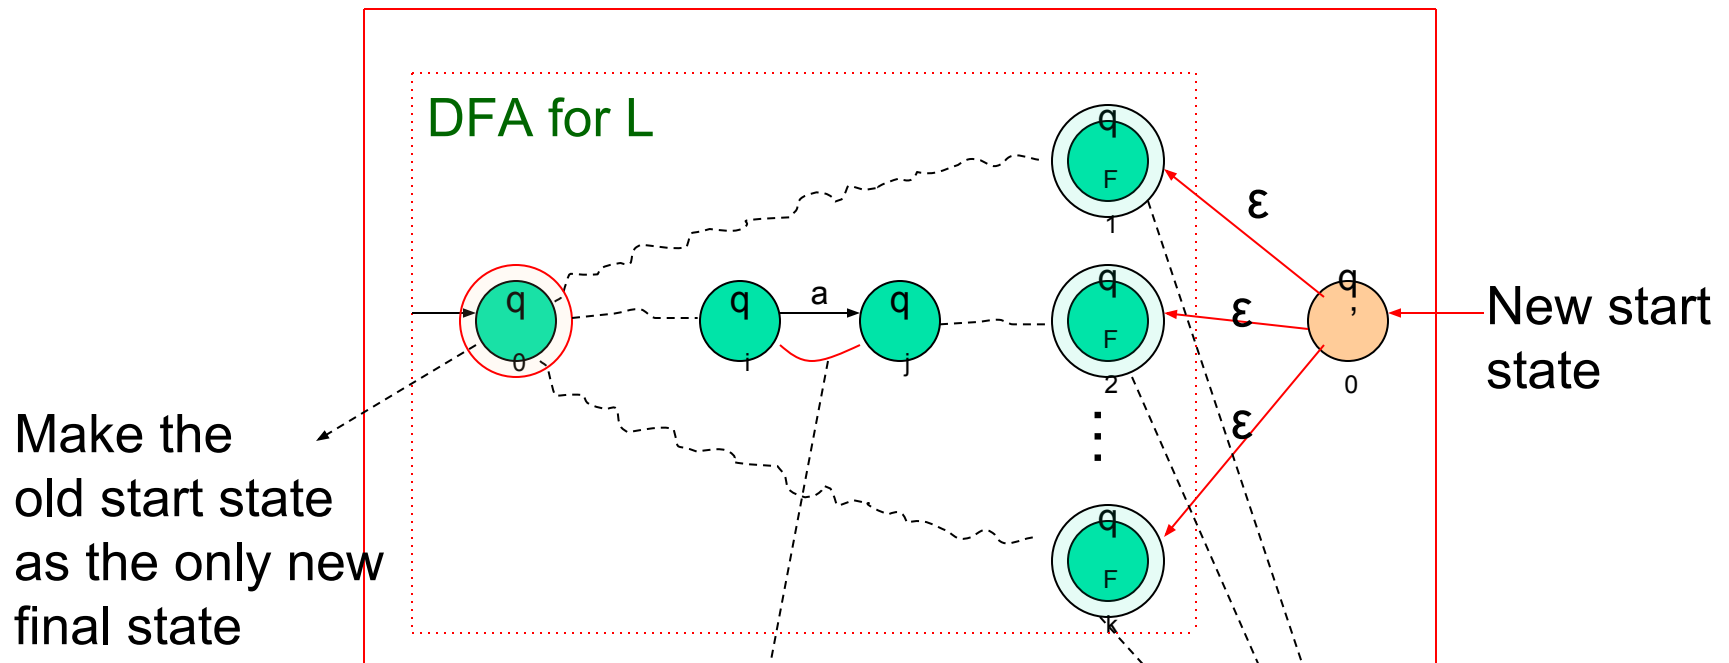 DFA for L
q
F
1
ε
q
0
q
i
a
q
j
q
F
2
ε
q
’
0
New start
state
ε
Make the
old start state
as the only new
final state
⋮
q
F
k